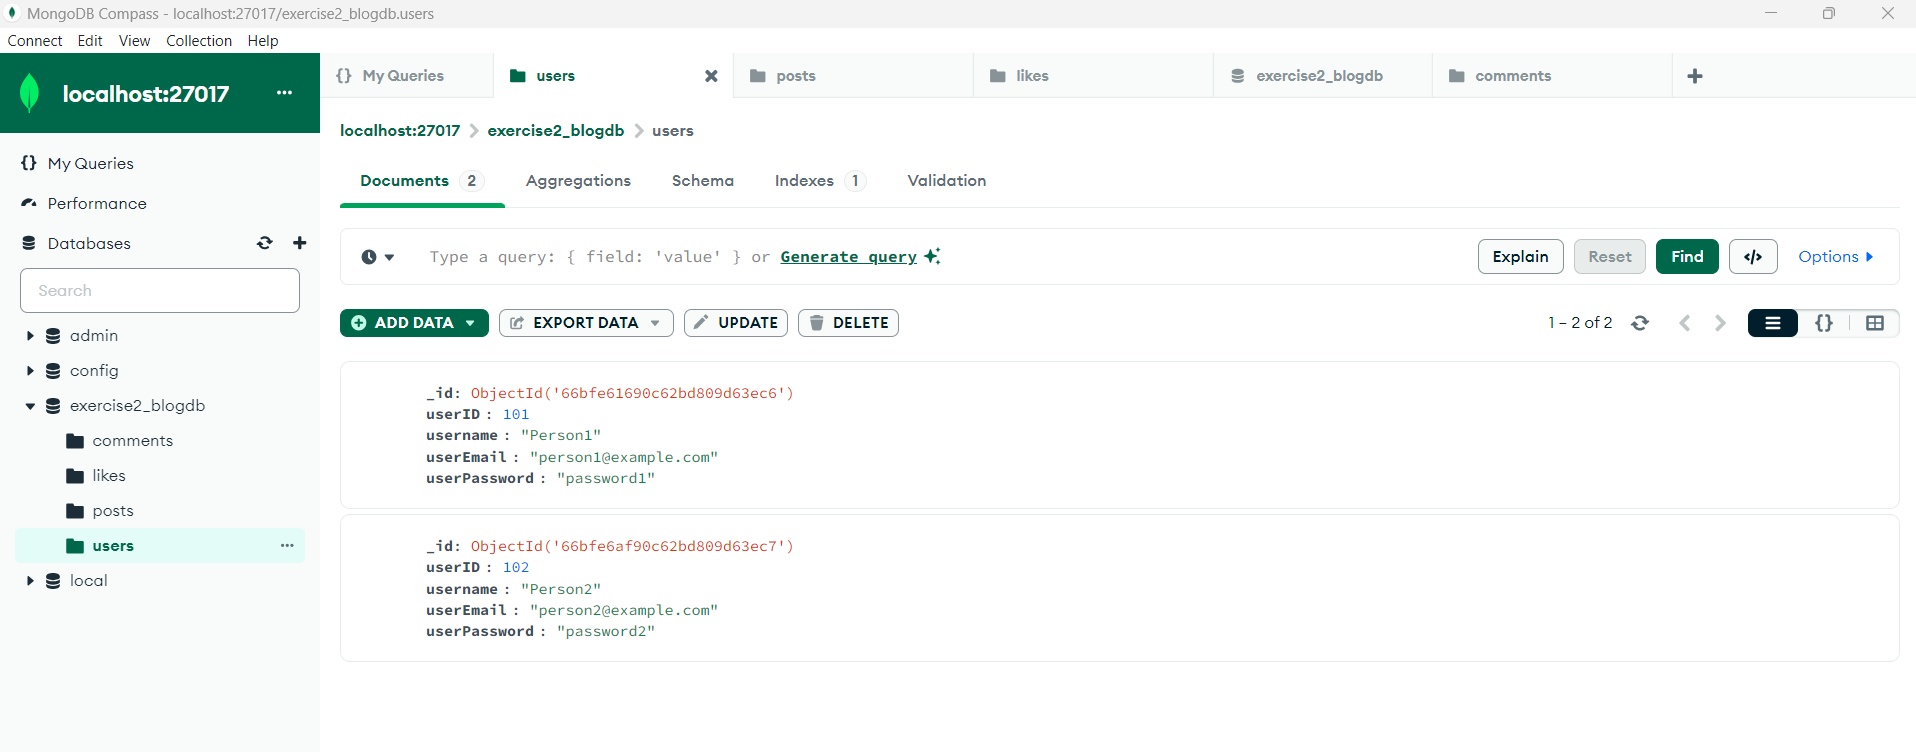 MongoDB Compass - localhost:27017/exercise2_blogdb.users
Connect Edit View Collection Help
localhost:27017 ...
My Queries
Performance
Databases
Search
admin
config
exercise2_blogdb
comments
likes
posts
users ...
local
{} My Queries users posts likes exercise2_blogdb comments
localhost:27017 > exercise2_blogdb > users
Documents 2 Aggregations Schema Indexes 1 Validation
Type a query: { field: 'value' } or Generate query Explain Reset Find </> Options
ADD DATA EXPORT DATA UPDATE DELETE 1 – 2 of 2 {}
_id: ObjectId('66bfe61690c62bd809d63ec6')
userID : 101
username : "Person1"
userEmail : "person1@example.com"
userPassword : "password1"
_id: ObjectId('66bfe6af90c62bd809d63ec7')
userID : 102
username : "Person2"
userEmail : "person2@example.com"
userPassword : "password2"